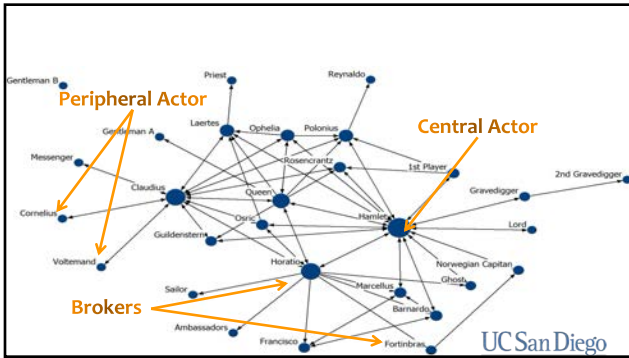 Priest
Reynaldo
Gentleman B
Peripheral Actor
Gentleman A
Laertes
Ophelia
Polonius
Central Actor
Messenger
Rosencrantz
1st Player
2nd Gravedigger
Claudius
Queen
Gravedigger
Cornelius
Osric
Hamlet
Lord
Guildenstern
Voltemand
Horatio
Norwegian Capitan
Ghost
Sailor
Marcellus
Brokers
Barnardo
Ambassadors
Francisco
Fortinbras
UC San Diego